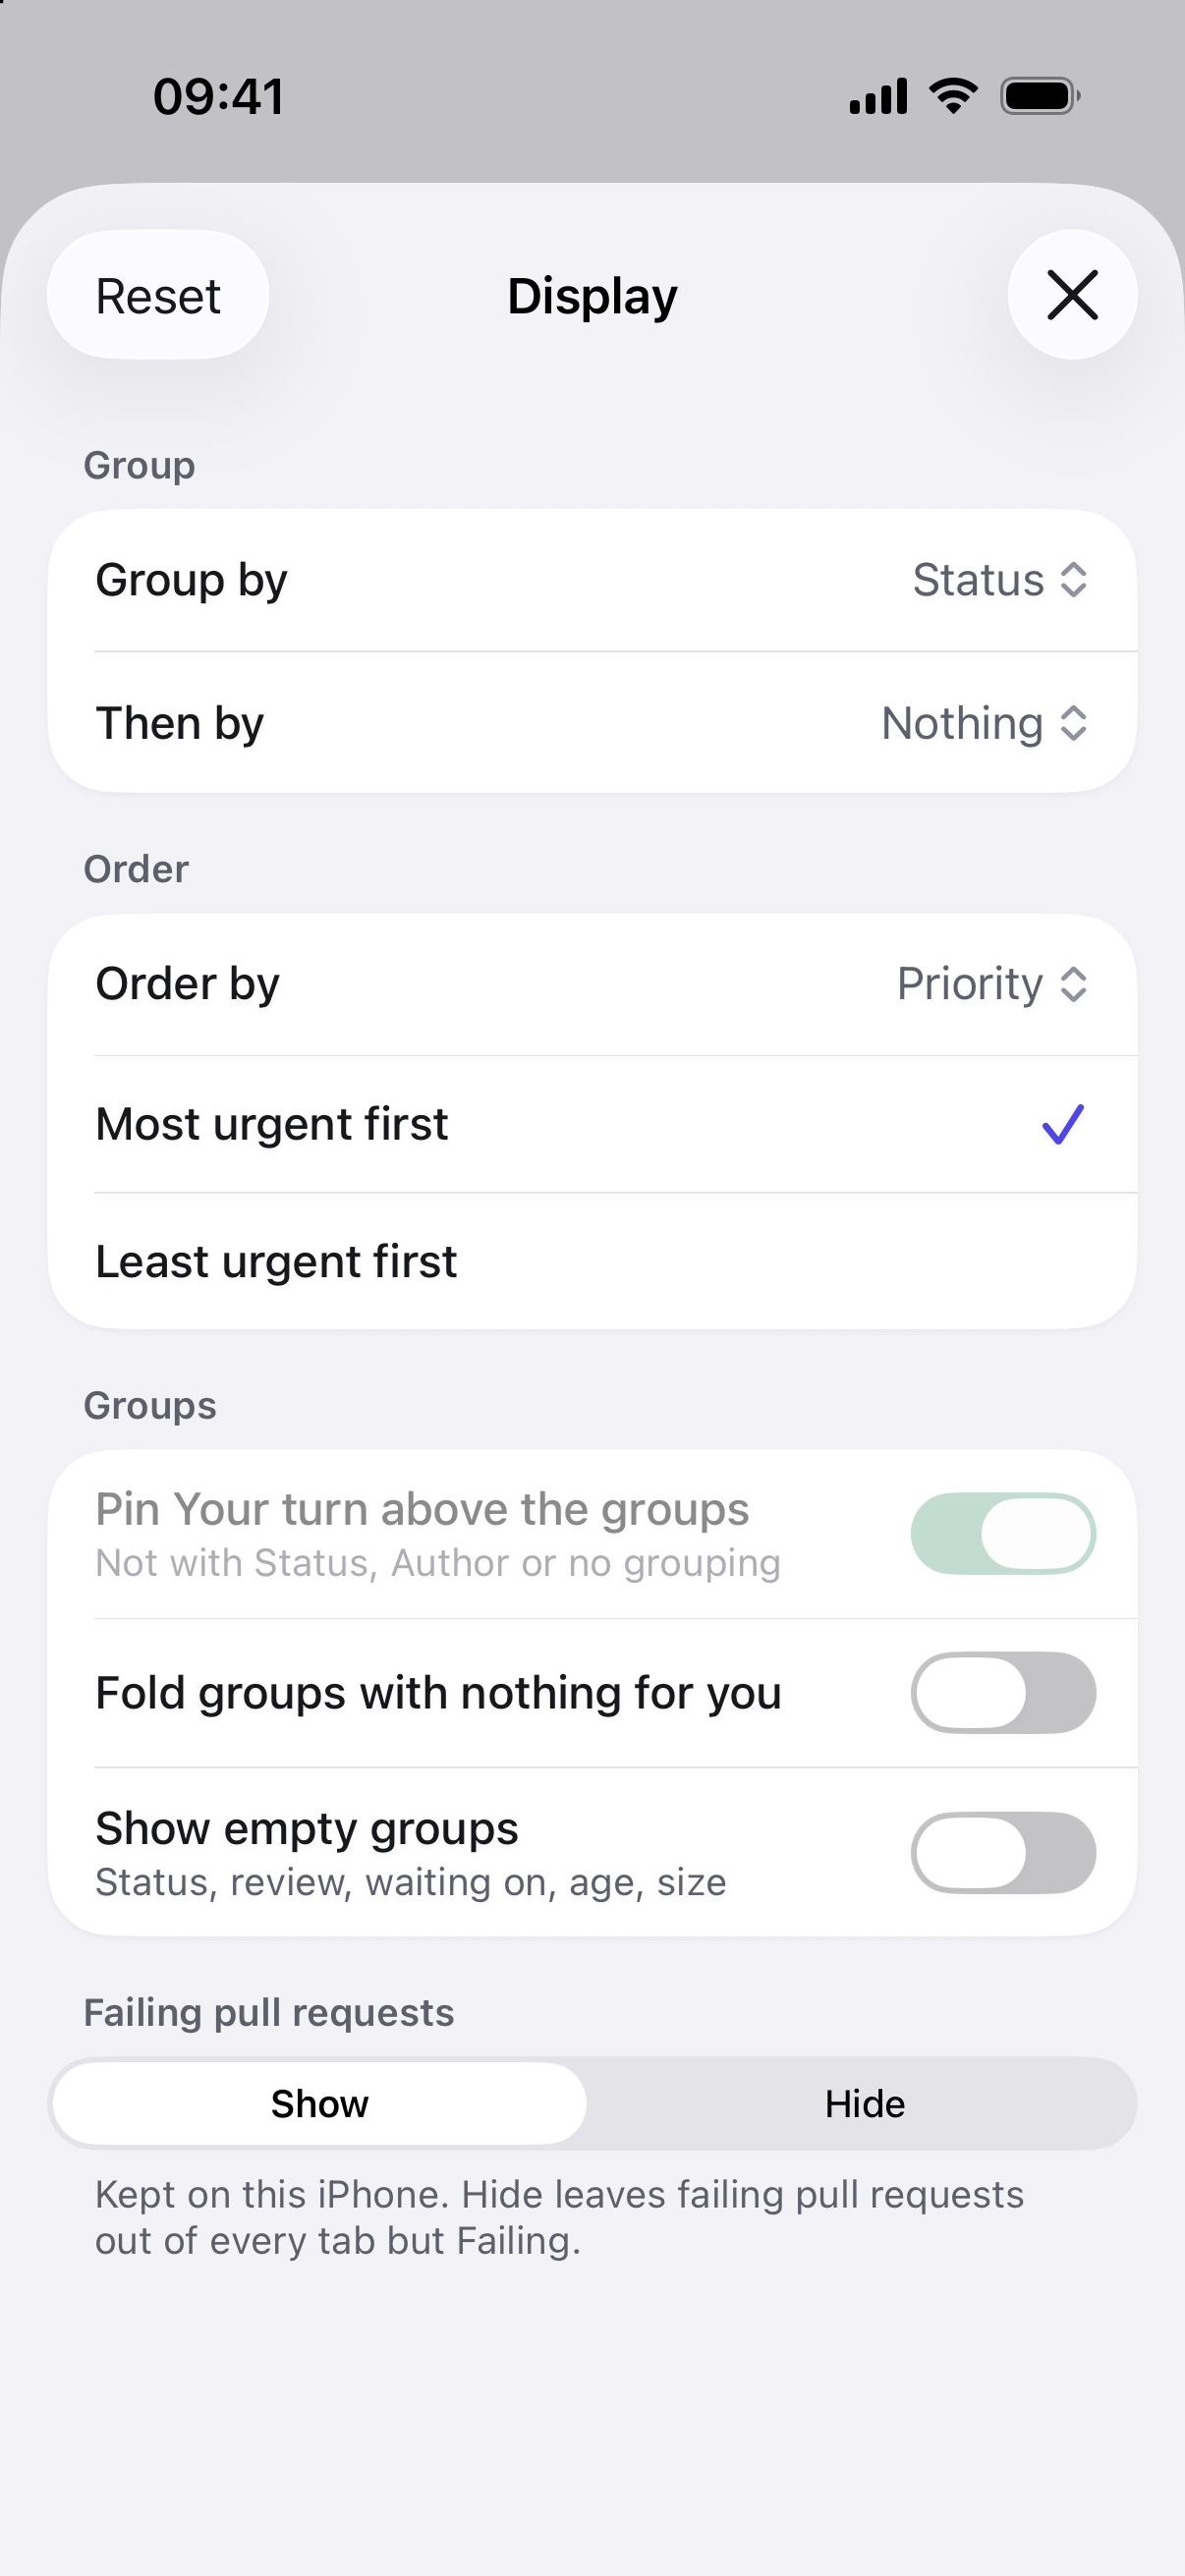 09:41
Reset
Display
Group
Group by
Status
Then by
Nothing
Order
Order by
Priority
Most urgent first
Least urgent first
Groups
Pin Your turn above the groups
Not with Status, Author or no grouping
Fold groups with nothing for you
Show empty groups
Status, review, waiting on, age, size
Failing pull requests
Show
Hide
Kept on this iPhone. Hide leaves failing pull requests
out of every tab but Failing.